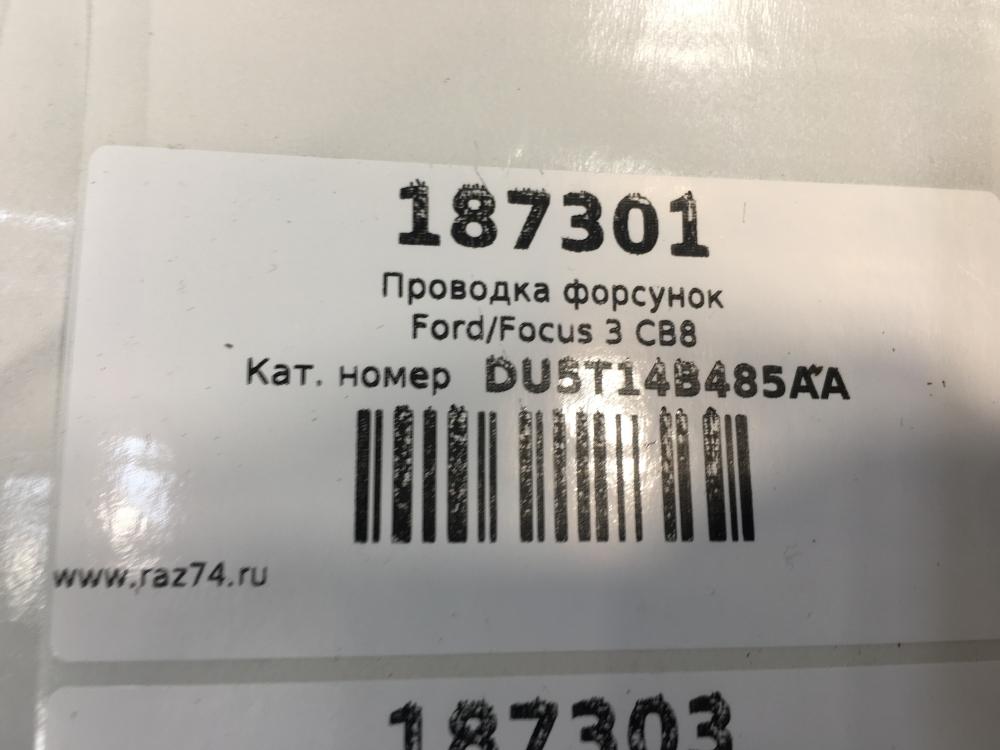 187301
Проводка форсунок
Ford/Focus 3 CB8
Кат. номер DU5T14B485AA
www.raz74.ru
187303